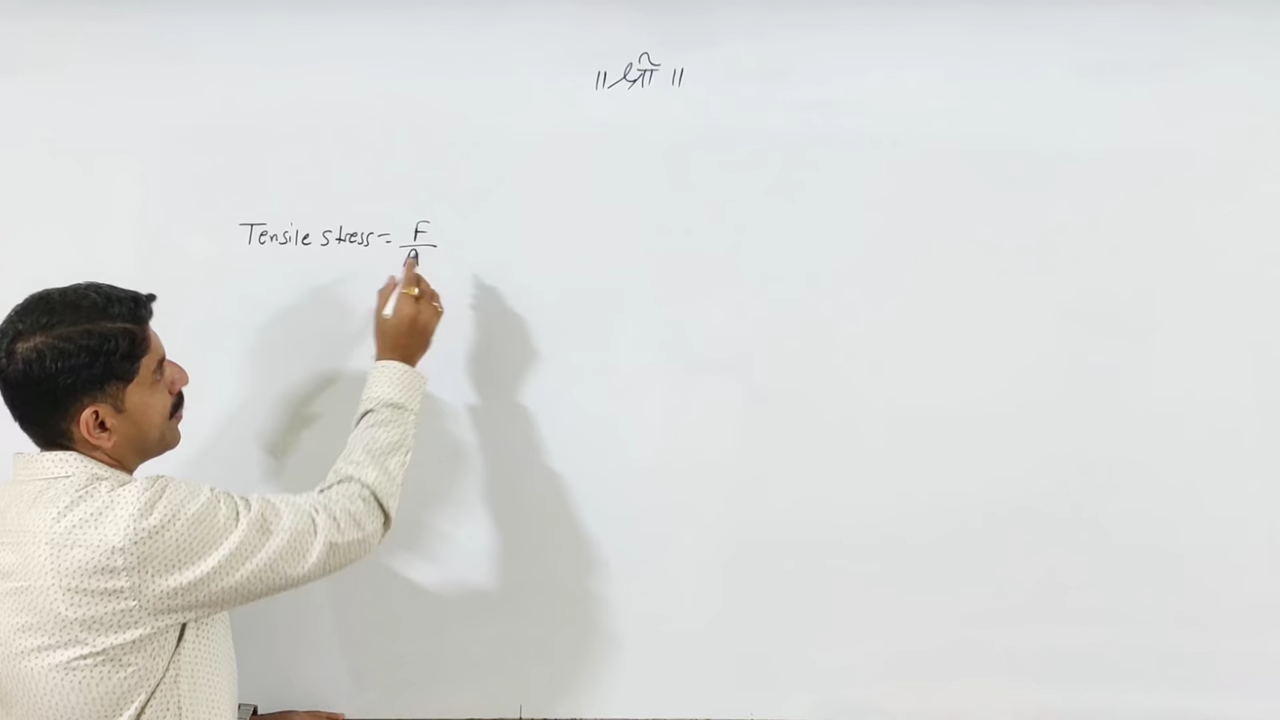 ॥ श्री ॥
Tensile stress = F/A